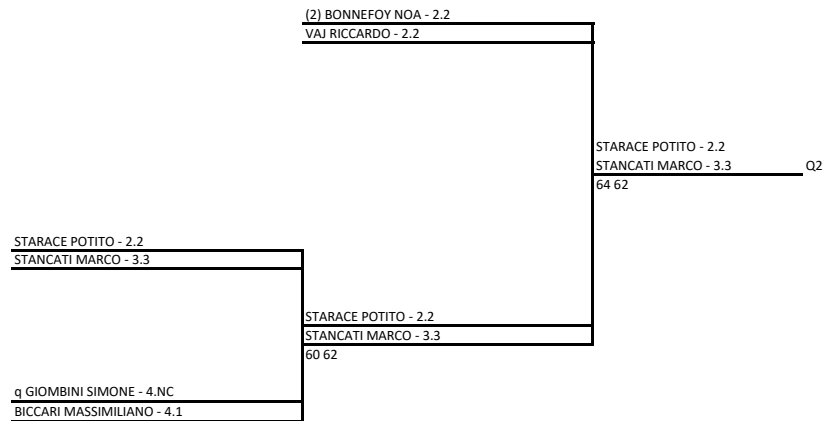 (2) BONNEFOY NOA - 2.2
VAJ RICCARDO - 2.2
STARACE POTITO - 2.2
STANCATI MARCO - 3.3 Q2
64 62
STARACE POTITO - 2.2
STANCATI MARCO - 3.3
STARACE POTITO - 2.2
STANCATI MARCO - 3.3
60 62
q GIOMBINI SIMONE - 4.NC
BICCARI MASSIMILIANO - 4.1